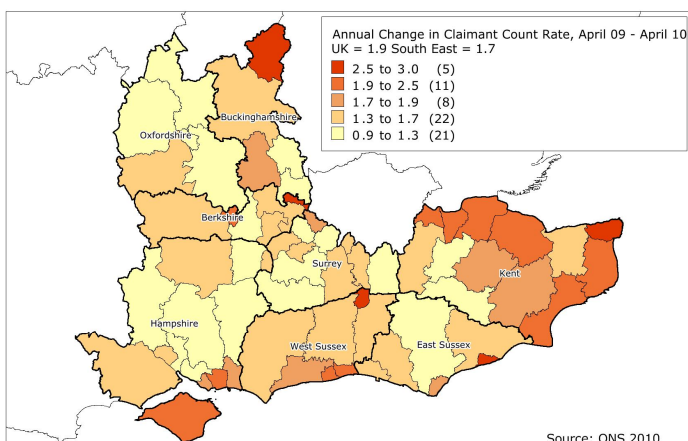 Annual Change in Claimant Count Rate, April 09 - April 10
UK = 1.9 South East = 1.7
2.5 to 3.0 (5)
1.9 to 2.5 (11)
1.7 to 1.9 (8)
1.3 to 1.7 (22)
0.9 to 1.3 (21)
Buckinghamshire
Oxfordshire
Berkshire
Surrey
Kent
Hampshire
West Sussex
East Sussex
Source: ONS 2010